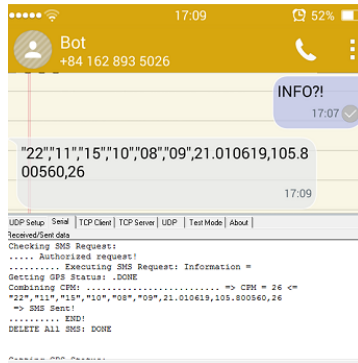 17:09
52%
Bot
+84 162 893 5026
INFO?!
17:07
"22","11","15","10","08","09",21.010619,105.8
00560,26
17:09
UDP Setup Serial TCP Client TCP Server UDP Test Mode About
Received/Sent data
Checking SMS Request:
..... Authorized request!
.......... Executing SMS Request: Information =
Getting GPS Status: .DONE
Combining CPM: ...................... => CPM = 26 <=
"22","11","15","10","08","09",21.010619,105.800560,26
=> SMS Sent!
.......... END!
DELETE All SMS: DONE